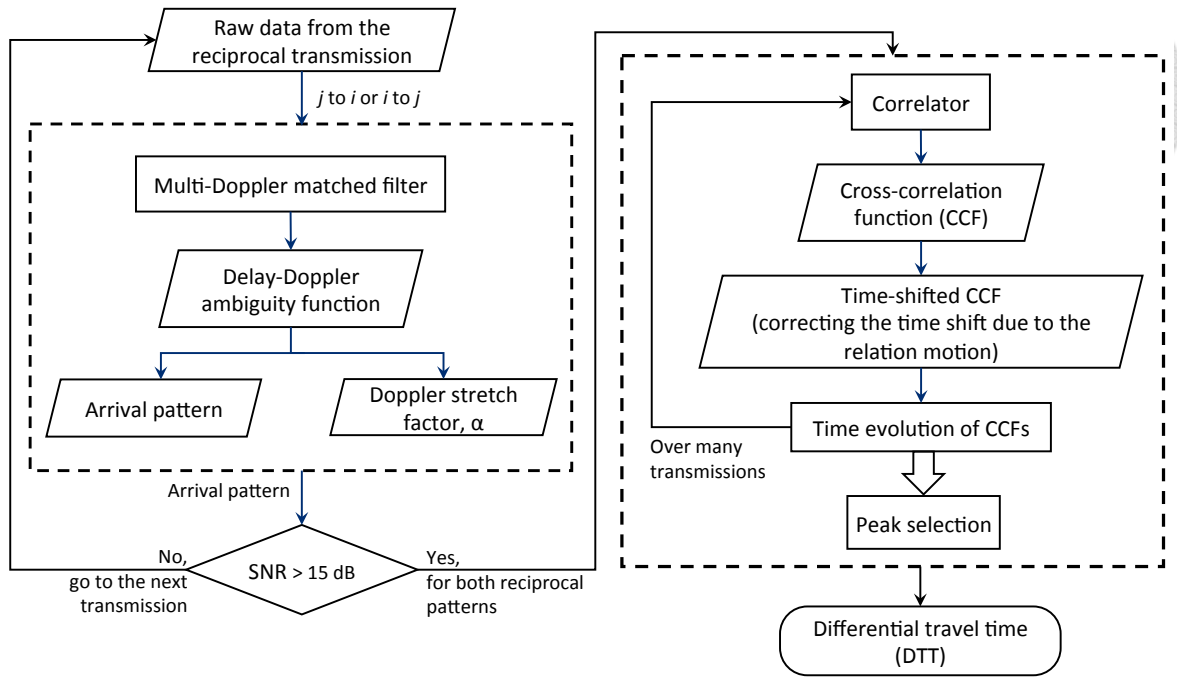 Raw data from the
reciprocal transmission
j to i or i to j
Multi-Doppler matched filter
Delay-Doppler
ambiguity function
Arrival pattern
Doppler stretch
factor, α
Arrival pattern
SNR > 15 dB
No,
go to the next
transmission
Yes,
for both reciprocal
patterns
Correlator
Cross-correlation
function (CCF)
Time-shifted CCF
(correcting the time shift due to the
relation motion)
Time evolution of CCFs
Over many
transmissions
Peak selection
Differential travel time
(DTT)